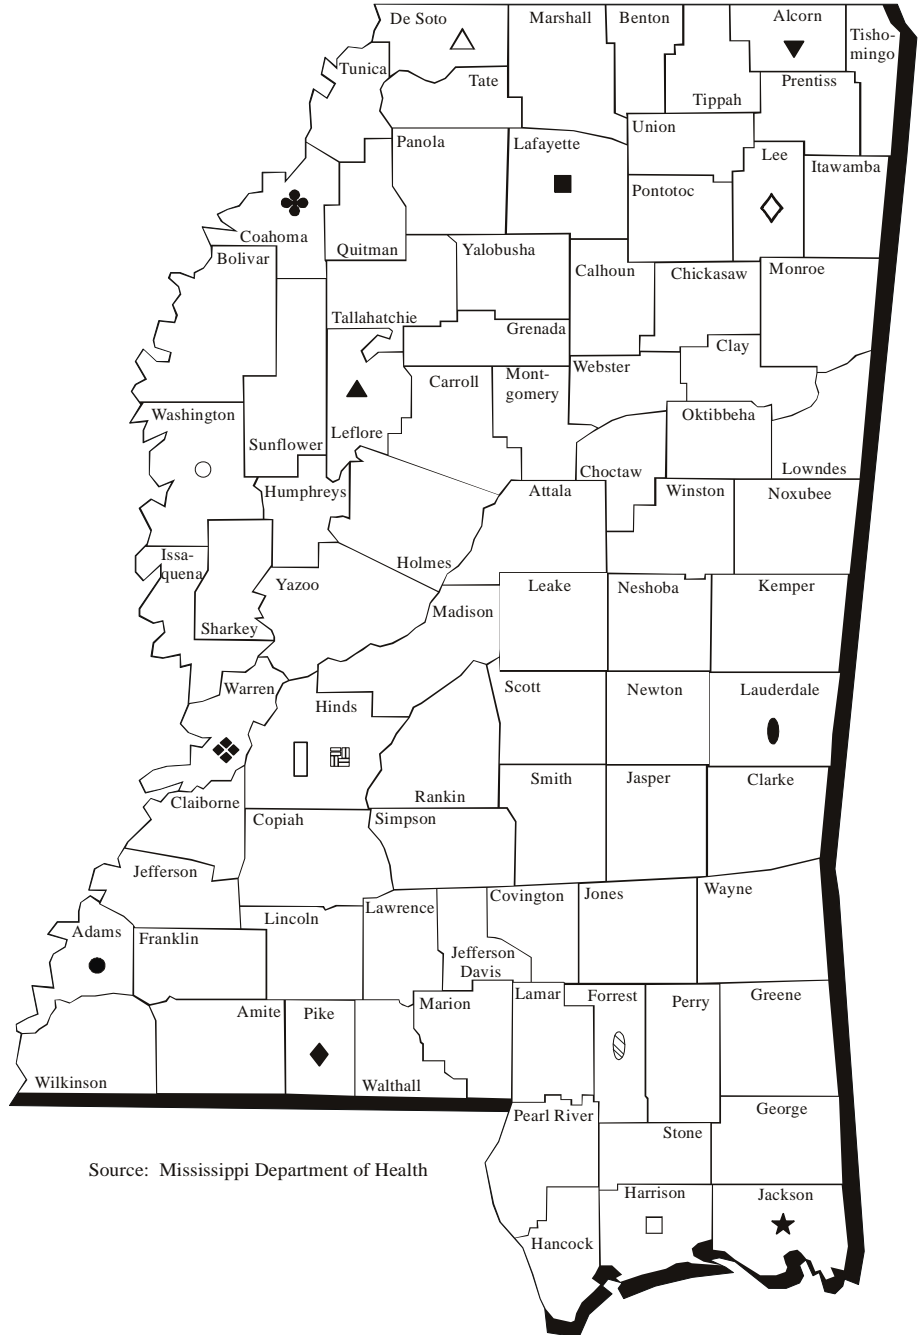 De Soto
Marshall
Benton
Alcorn
Tisho-
mingo
Tunica
Tate
Tippah
Prentiss
Panola
Lafayette
Union
Lee
Itawamba
Pontotoc
Coahoma
Quitman
Bolivar
Yalobusha
Calhoun
Chickasaw
Monroe
Tallahatchie
Grenada
Clay
Webster
Carroll
Mont-
gomery
Washington
Sunflower
Leflore
Oktibbeha
Choctaw
Lowndes
Humphreys
Attala
Winston
Noxubee
Issa-
quena
Holmes
Yazoo
Leake
Neshoba
Kemper
Madison
Sharkey
Warren
Hinds
Scott
Newton
Lauderdale
Rankin
Smith
Jasper
Clarke
Claiborne
Copiah
Simpson
Jefferson
Covington
Jones
Wayne
Lawrence
Lincoln
Adams
Franklin
Jefferson
Davis
Amite
Pike
Marion
Lamar
Forrest
Perry
Greene
Wilkinson
Walthall
Pearl River
George
Stone
Source: Mississippi Department of Health
Harrison
Jackson
Hancock